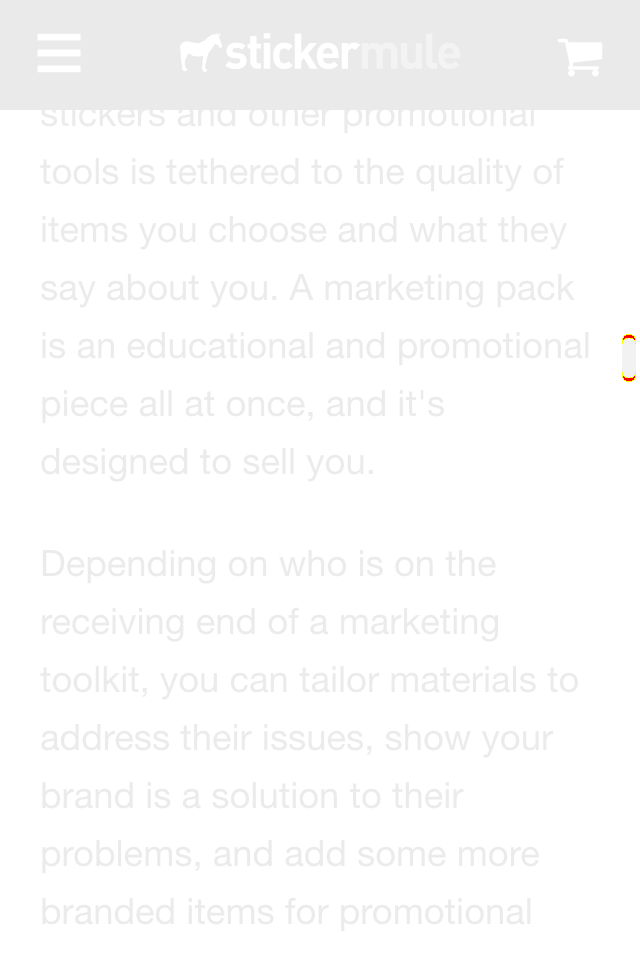 stickermule
stickers and other promotional
tools is tethered to the quality of
items you choose and what they
say about you. A marketing pack
is an educational and promotional
piece all at once, and it's
designed to sell you.
Depending on who is on the
receiving end of a marketing
toolkit, you can tailor materials to
address their issues, show your
brand is a solution to their
problems, and add some more
branded items for promotional